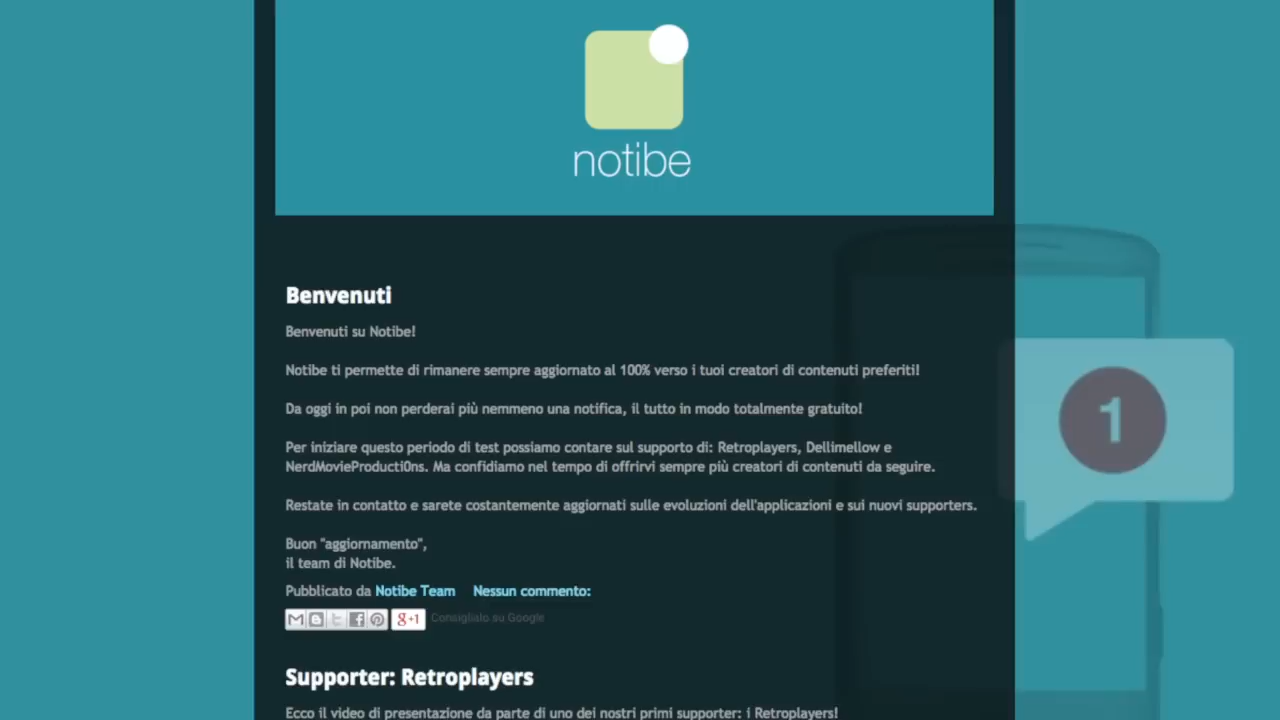 notibe
Benvenuti
Benvenuti su Notibe!
Notibe ti permette di rimanere sempre aggiornato al 100% verso i tuoi creatori di contenuti preferiti!
Da oggi in poi non perderai più nemmeno una notifica, il tutto in modo totalmente gratuito!
1
Per iniziare questo periodo di test possiamo contare sul supporto di: Retroplayers, Dellimellow e
NerdMovieProducti0ns. Ma confidiamo nel tempo di offrirvi sempre più creatori di contenuti da seguire.
Restate in contatto e sarete costantemente aggiornati sulle evoluzioni dell'applicazioni e sui nuovi supporters.
Buon "aggiornamento",
il team di Notibe.
Pubblicato da Notibe Team Nessun commento:
g+1 Consiglialo su Google
Supporter: Retroplayers
Ecco il video di presentazione da parte di uno dei nostri primi supporter: i Retroplayers!